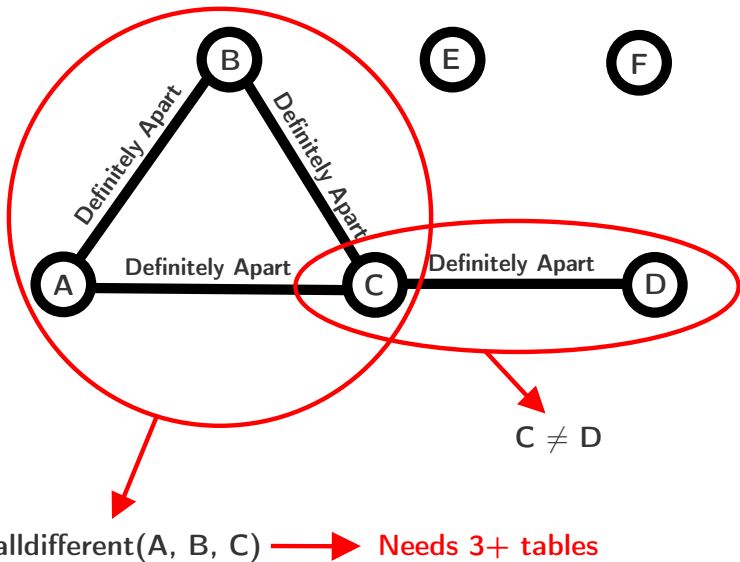 B
E
F
Definitely Apart
Definitely Apart
A
Definitely Apart
C
Definitely Apart
D
C ≠ D
alldifferent(A, B, C)
Needs 3+ tables